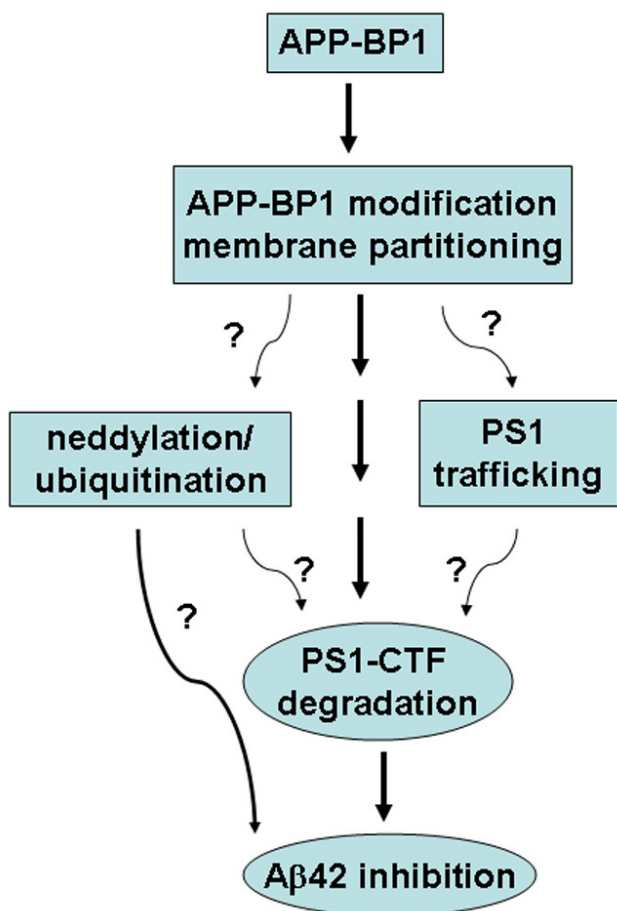 APP-BP1
APP-BP1 modification
membrane partitioning
?
?
neddylation/
ubiquitination
PS1
trafficking
?
?
?
PS1-CTF
degradation
Aβ42 inhibition